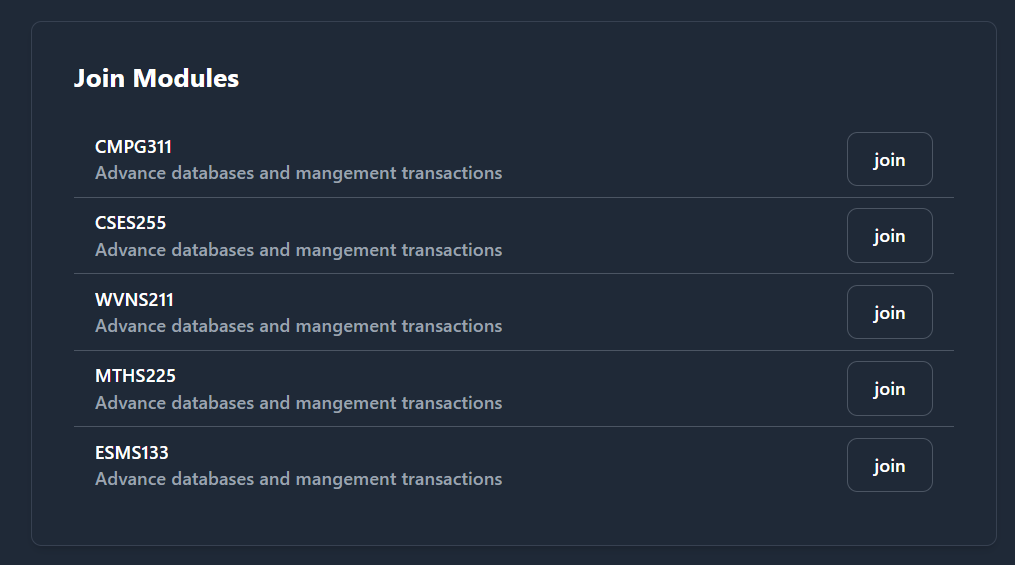 Join Modules
CMPG311
Advance databases and mangement transactions
join
CSES255
Advance databases and mangement transactions
join
WVNS211
Advance databases and mangement transactions
join
MTHS225
Advance databases and mangement transactions
join
ESMS133
Advance databases and mangement transactions
join